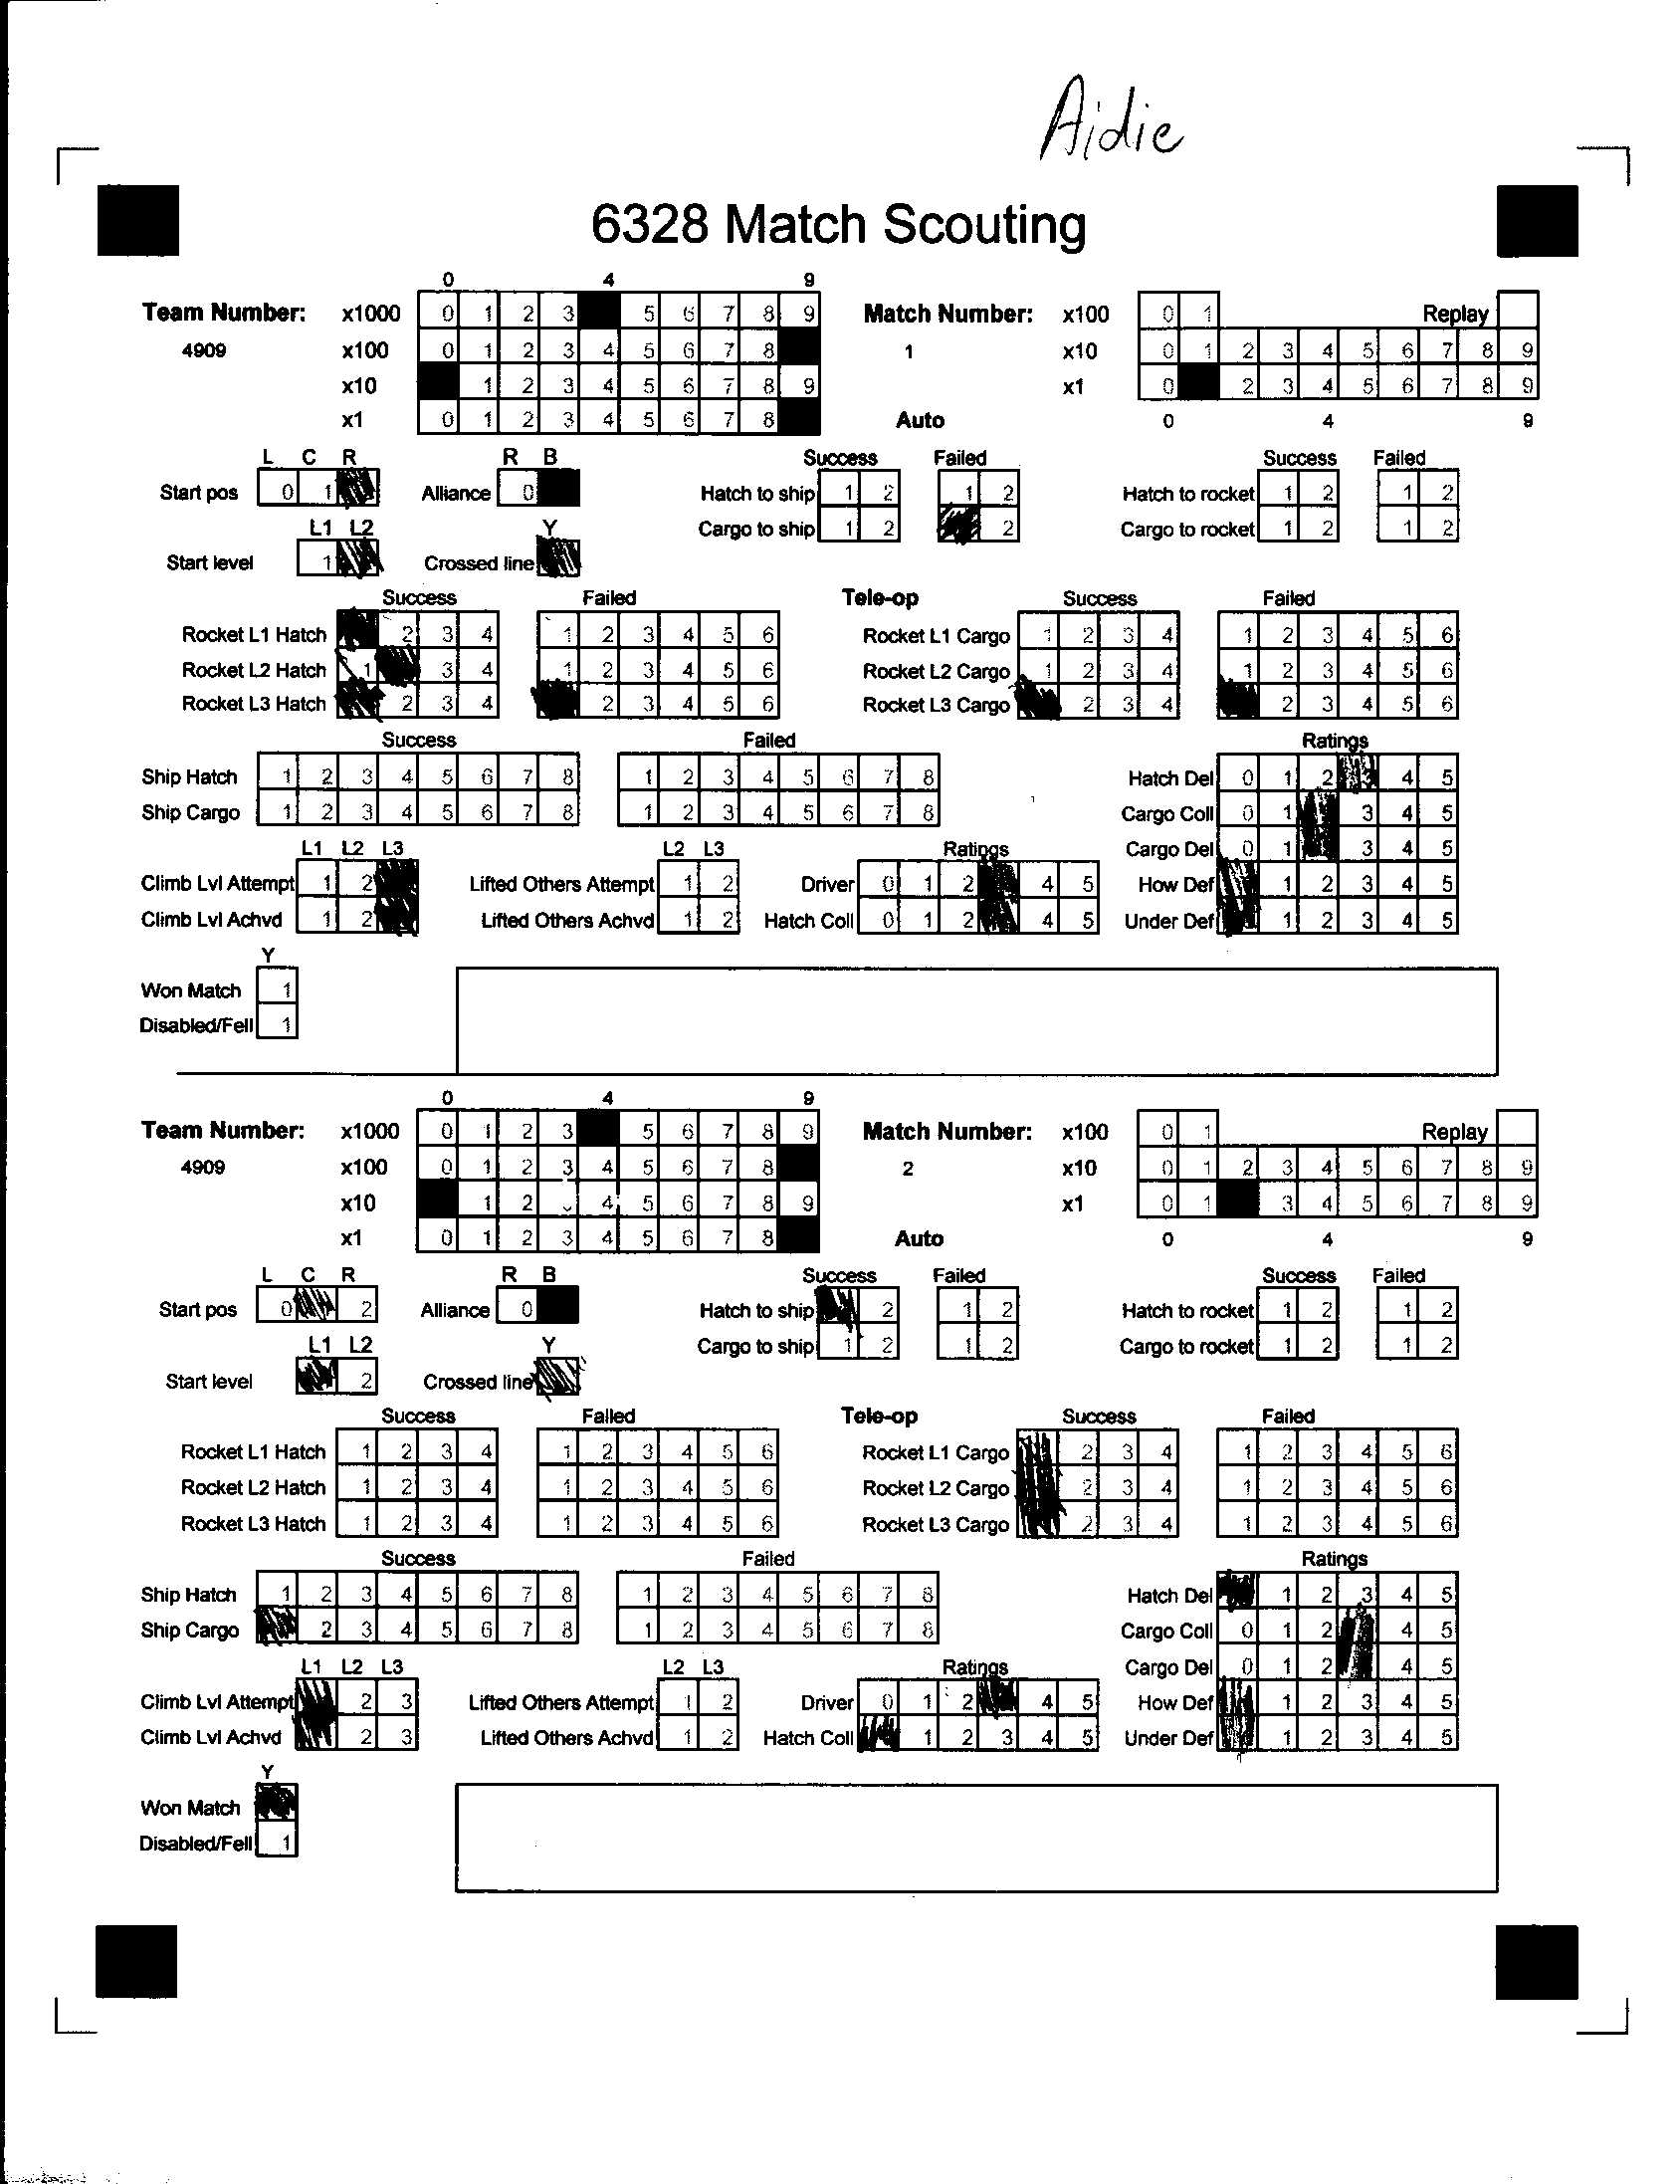 Aidie
6328 Match Scouting
0 4 9
Team Number: x1000 0 1 2 3 5 6 7 8 9 Match Number: x100 0 1 Replay
4909 x100 0 1 2 3 4 5 6 7 8 1 x10 0 1 2 3 4 5 6 7 8 9
x10 1 2 3 4 5 6 7 8 9 x1 0 2 3 4 5 6 7 8 9
x1 0 1 2 3 4 5 6 7 8 Auto 0 4 9
L C R R B Success Failed Success Failed
Start pos 0 1 Alliance 0 Hatch to ship 1 2 1 2 Hatch to rocket 1 2 1 2
L1 L2 Y Cargo to ship 1 2 2 Cargo to rocket 1 2 1 2
Start level 1 Crossed line
Success Failed Tele-op Success Failed
Rocket L1 Hatch 2 3 4 1 2 3 4 5 6 Rocket L1 Cargo 1 2 3 4 1 2 3 4 5 6
Rocket L2 Hatch 1 3 4 1 2 3 4 5 6 Rocket L2 Cargo 1 2 3 4 1 2 3 4 5 6
Rocket L3 Hatch 2 3 4 2 3 4 5 6 Rocket L3 Cargo 2 3 4 2 3 4 5 6
Success Failed Ratings
Ship Hatch 1 2 3 4 5 6 7 8 1 2 3 4 5 6 7 8 Hatch Del 0 1 2 3 4 5
Ship Cargo 1 2 3 4 5 6 7 8 1 2 3 4 5 6 7 8 Cargo Coll 0 1 3 4 5
L1 L2 L3 L2 L3 Ratings Cargo Del 0 1 3 4 5
Climb Lvl Attempt 1 2 Lifted Others Attempt 1 2 Driver 0 1 2 4 5 How Def 1 2 3 4 5
Climb Lvl Achvd 1 2 Lifted Others Achvd 1 2 Hatch Coll 0 1 2 4 5 Under Def 1 2 3 4 5
Y
Won Match 1
Disabled/Fell 1
0 4 9
Team Number: x1000 0 1 2 3 5 6 7 8 9 Match Number: x100 0 1 Replay
4909 x100 0 1 2 3 4 5 6 7 8 2 x10 0 1 2 3 4 5 6 7 8 9
x10 1 2 4 5 6 7 8 9 x1 0 1 3 4 5 6 7 8 9
x1 0 1 2 3 4 5 6 7 8 Auto 0 4 9
L C R R B Success Failed Success Failed
Start pos 0 2 Alliance 0 Hatch to ship 2 1 2 Hatch to rocket 1 2 1 2
L1 L2 Y Cargo to ship 1 2 1 2 Cargo to rocket 1 2 1 2
Start level 2 Crossed line
Success Failed Tele-op Success Failed
Rocket L1 Hatch 1 2 3 4 1 2 3 4 5 6 Rocket L1 Cargo 2 3 4 1 2 3 4 5 6
Rocket L2 Hatch 1 2 3 4 1 2 3 4 5 6 Rocket L2 Cargo 2 3 4 1 2 3 4 5 6
Rocket L3 Hatch 1 2 3 4 1 2 3 4 5 6 Rocket L3 Cargo 2 3 4 1 2 3 4 5 6
Success Failed Ratings
Ship Hatch 1 2 3 4 5 6 7 8 1 2 3 4 5 6 7 8 Hatch Del 1 2 3 4 5
Ship Cargo 2 3 4 5 6 7 8 1 2 3 4 5 6 7 8 Cargo Coll 0 1 2 4 5
L1 L2 L3 L2 L3 Ratings Cargo Del 0 1 2 4 5
Climb Lvl Attempt 2 3 Lifted Others Attempt 1 2 Driver 0 1 2 4 5 How Def 1 2 3 4 5
Climb Lvl Achvd 2 3 Lifted Others Achvd 1 2 Hatch Coll 1 2 3 4 5 Under Def 1 2 3 4 5
Y
Won Match
Disabled/Fell 1